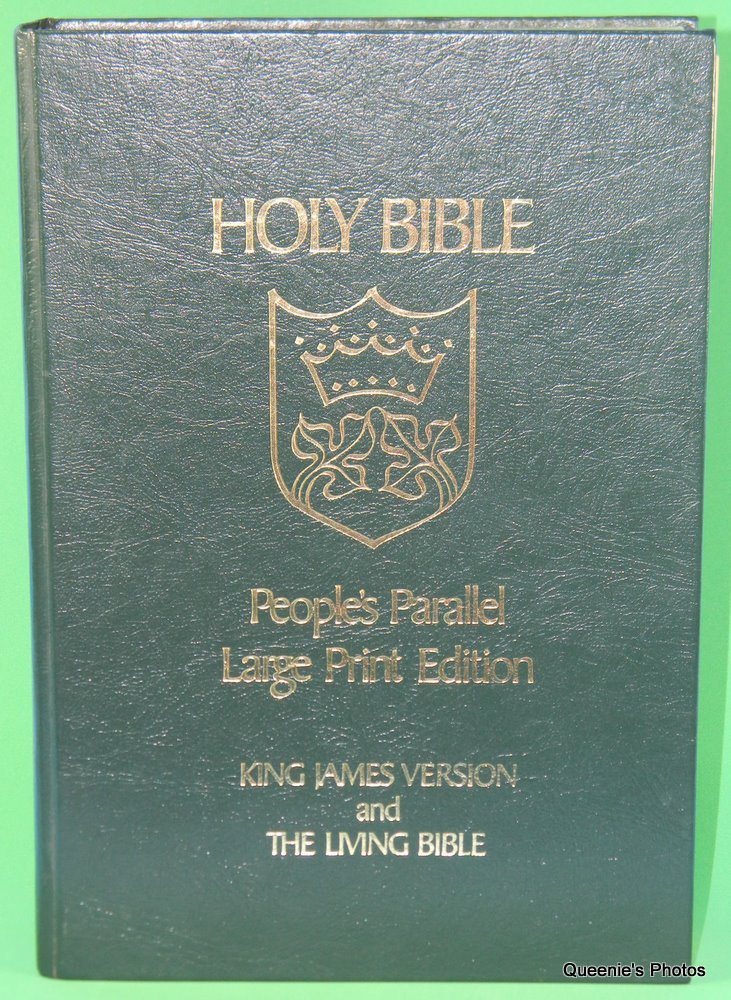 HOLY BIBLE
People's Parallel
Large Print Edition
KING JAMES VERSION
and
THE LIVING BIBLE
Queenie's Photos